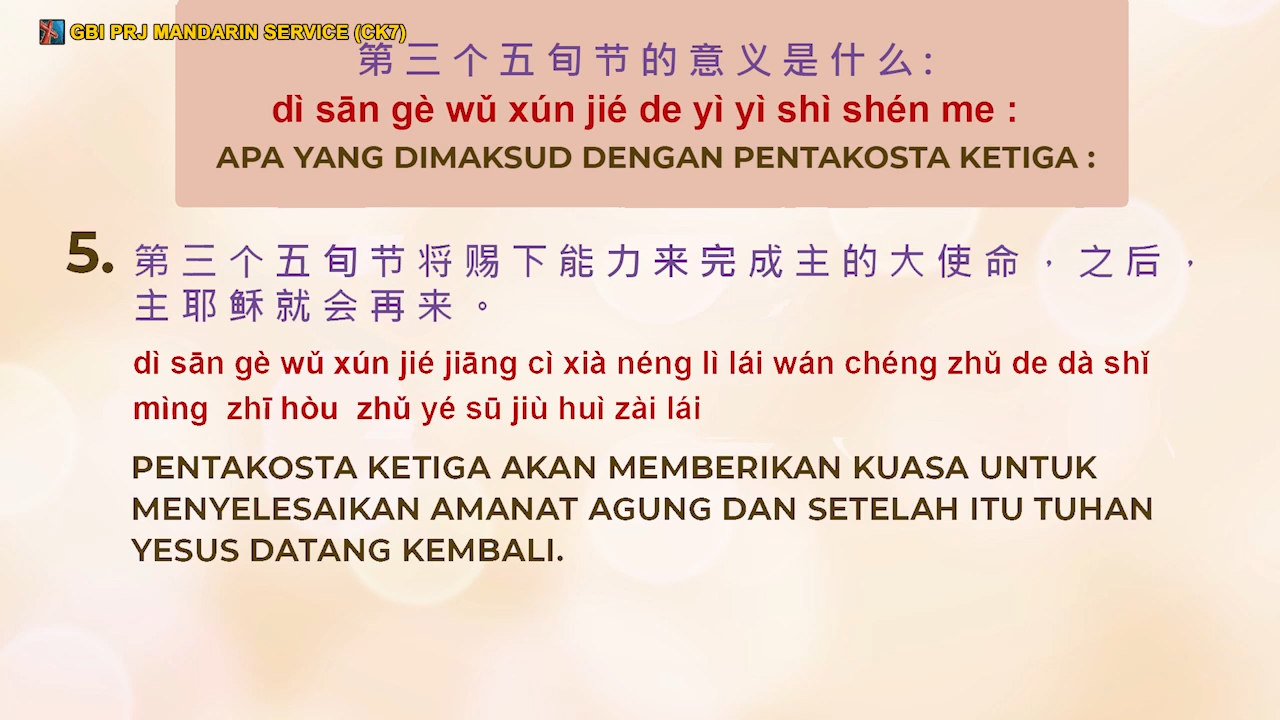 GBI PRJ MANDARIN SERVICE (CK7)
第三个五旬节的意义是什么:
dì sān gè wǔ xún jié de yì yì shì shén me :
APA YANG DIMAKSUD DENGAN PENTAKOSTA KETIGA :
5. 第三个五旬节将赐下能力来完成主的大使命，之后，
主耶稣就会再来。
dì sān gè wǔ xún jié jiāng cì xià néng lì lái wán chéng zhǔ de dà shǐ
mìng  zhī hòu  zhǔ yé sū jiù huì zài lái
PENTAKOSTA KETIGA AKAN MEMBERIKAN KUASA UNTUK
MENYELESAIKAN AMANAT AGUNG DAN SETELAH ITU TUHAN
YESUS DATANG KEMBALI.